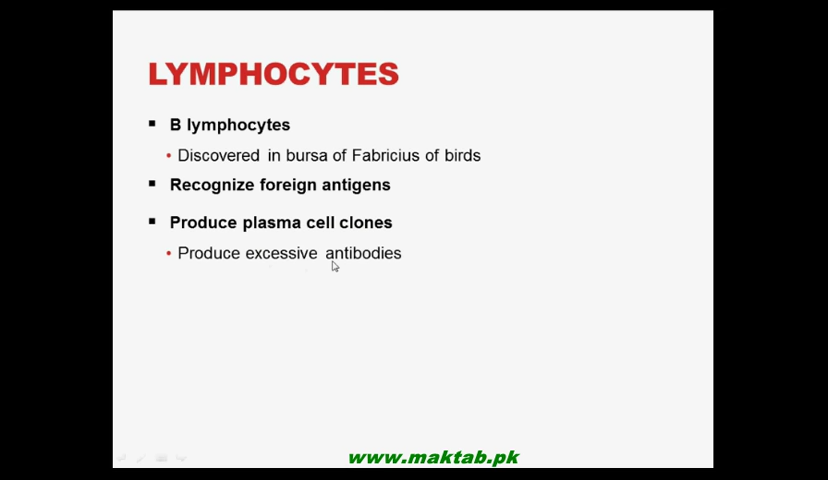 LYMPHOCYTES
▪ B lymphocytes
• Discovered in bursa of Fabricius of birds
▪ Recognize foreign antigens
▪ Produce plasma cell clones
• Produce excessive antibodies
www.maktab.pk